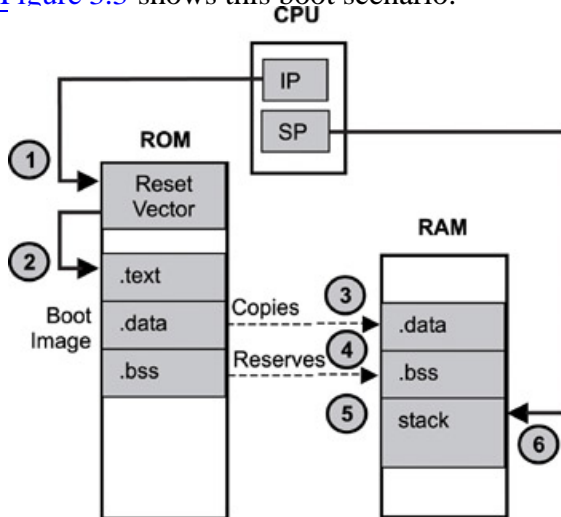 Figure 3.3 shows this boot scenario.
CPU
IP
SP
ROM
1
Reset
Vector
RAM
2
.text
Boot
Image
.data
Copies
3
.data
.bss
Reserves
4
.bss
5
stack
6